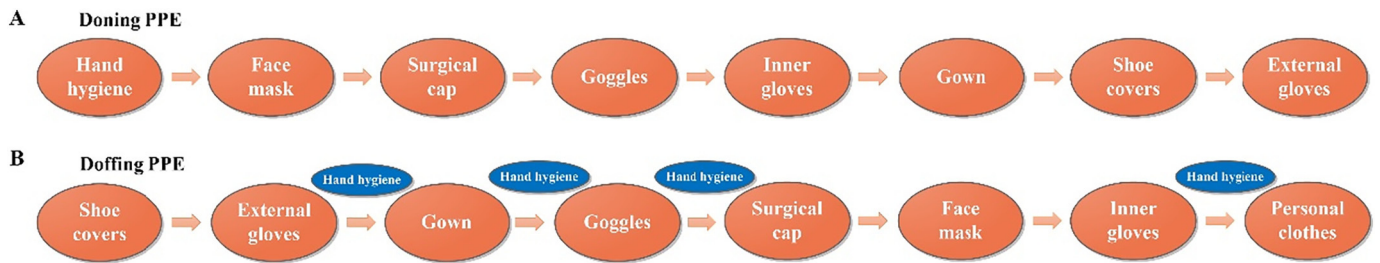 A
Doning PPE
Hand
hygiene
Face
mask
Surgical
cap
Goggles
Inner
gloves
Gown
Shoe
covers
External
gloves
B
Doffing PPE
Shoe
covers
External
gloves
Hand hygiene
Gown
Hand hygiene
Goggles
Hand hygiene
Surgical
cap
Face
mask
Inner
gloves
Hand hygiene
Personal
clothes